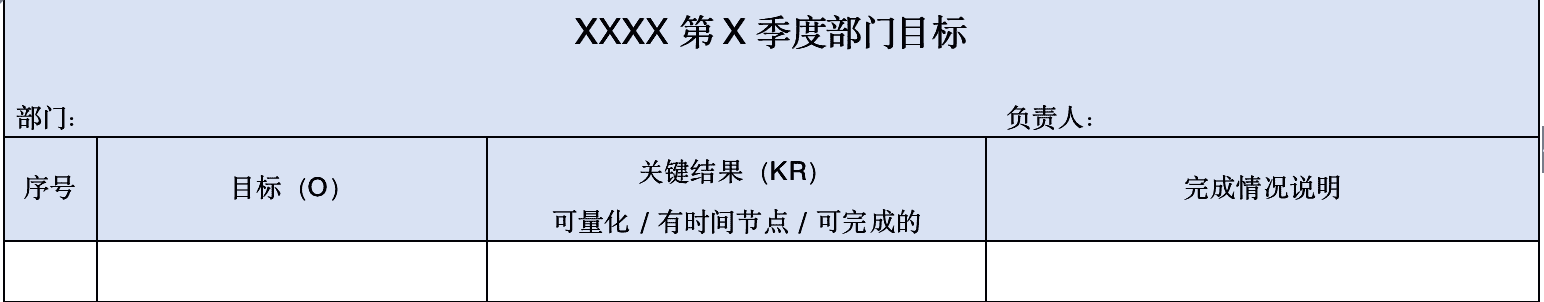 XXXX 第 X 季度部门目标
部门： 负责人：
序号 目标（O） 关键结果（KR） 完成情况说明
可量化 / 有时间节点 / 可完成的